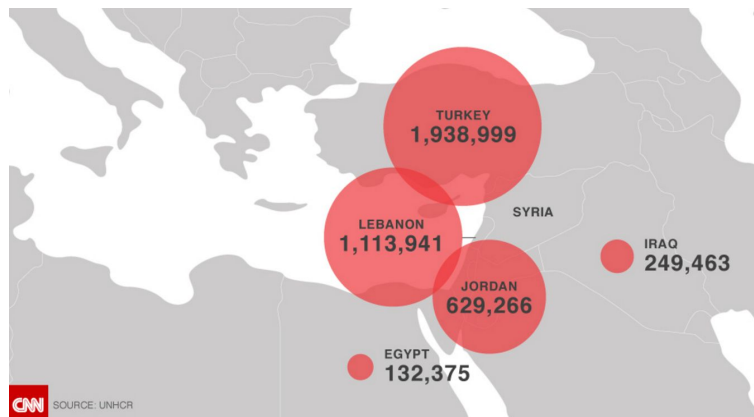 TURKEY
1,938,999
LEBANON
1,113,941
SYRIA
IRAQ
249,463
JORDAN
629,266
EGYPT
132,375
CNN SOURCE: UNHCR